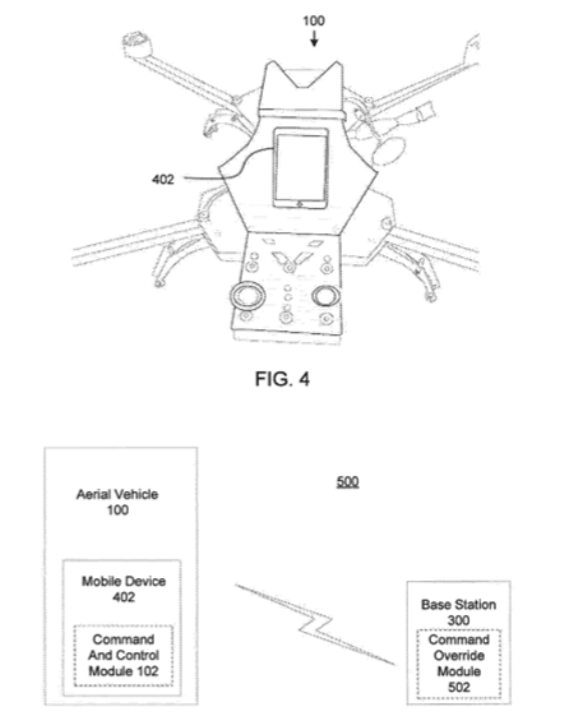 100
402
FIG. 4
500
Aerial Vehicle
100
Mobile Device
402
Command
And Control
Module 102
Base Station
300
Command
Override
Module
502